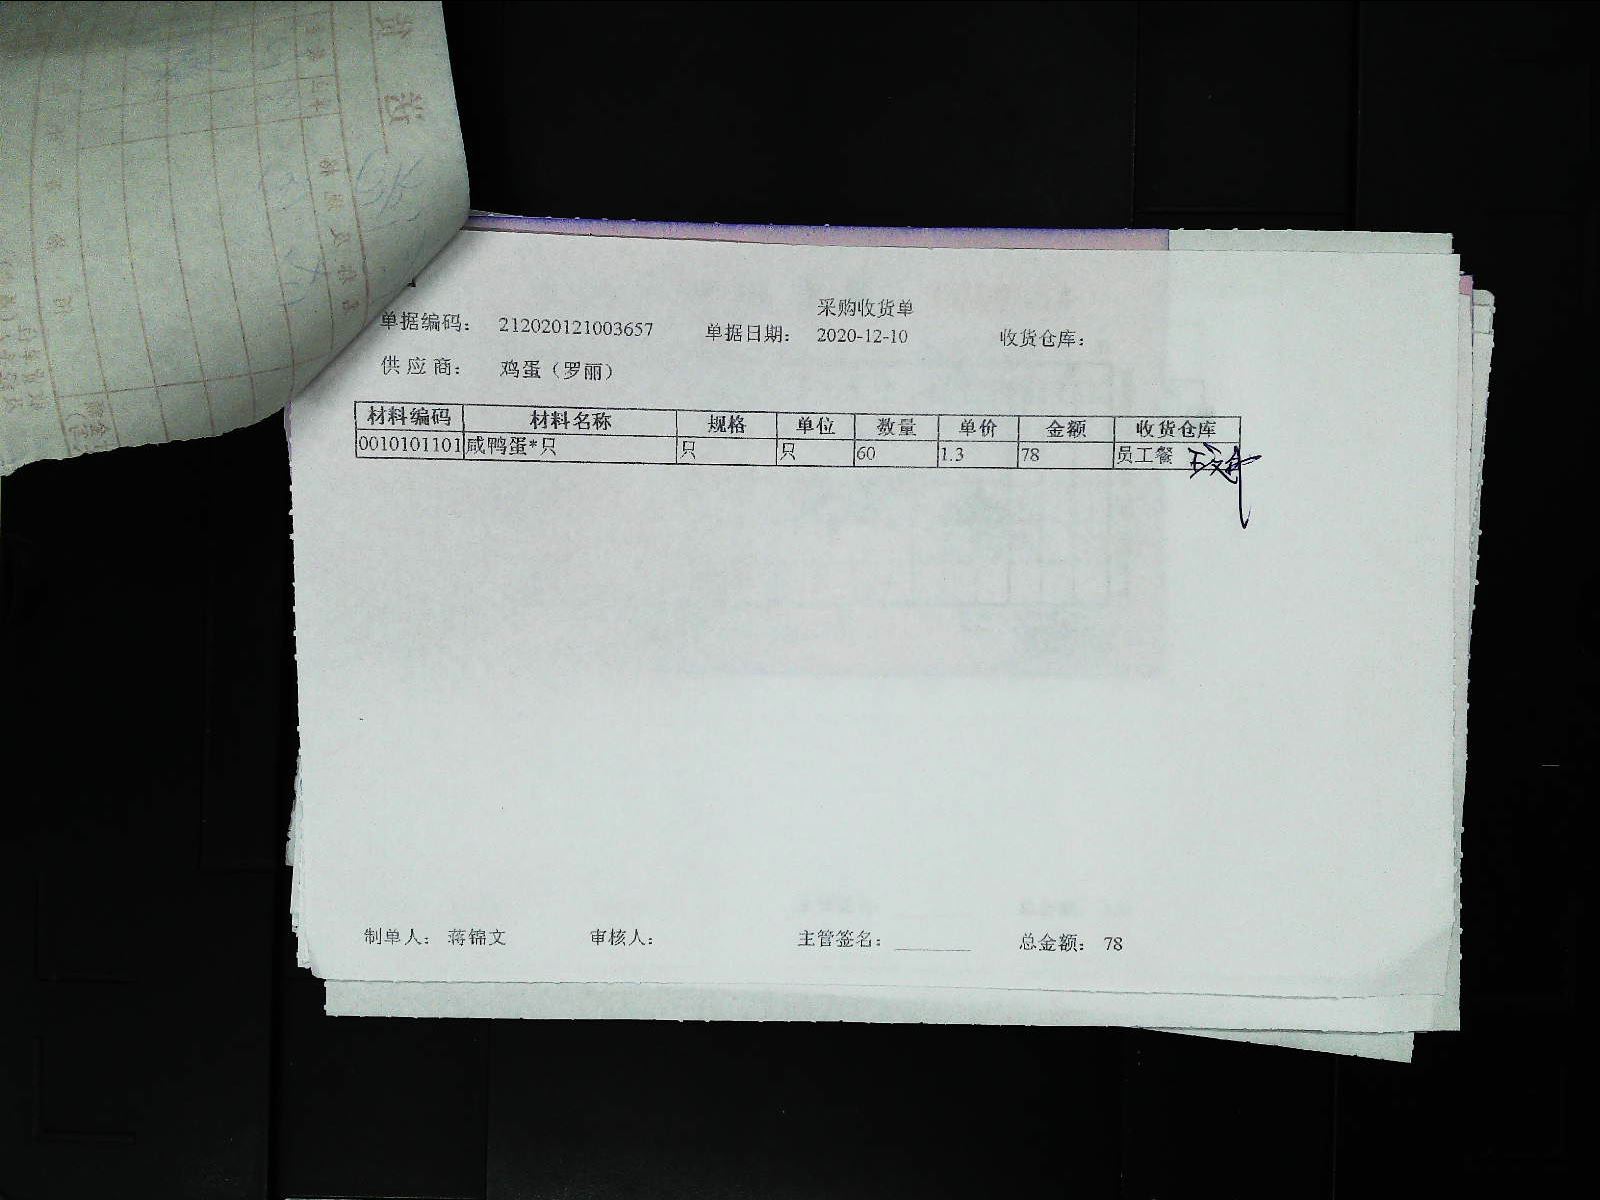 采购收货单
单据编码： 212020121003657 单据日期： 2020-12-10 收货仓库：
供应商： 鸡蛋（罗丽）
材料编码 材料名称 规格 单位 数量 单价 金额 收货仓库
0010101101 咸鸭蛋*只 只 只 60 1.3 78 员工餐
制单人： 蒋锦文 审核人： 主管签名： 总金额： 78